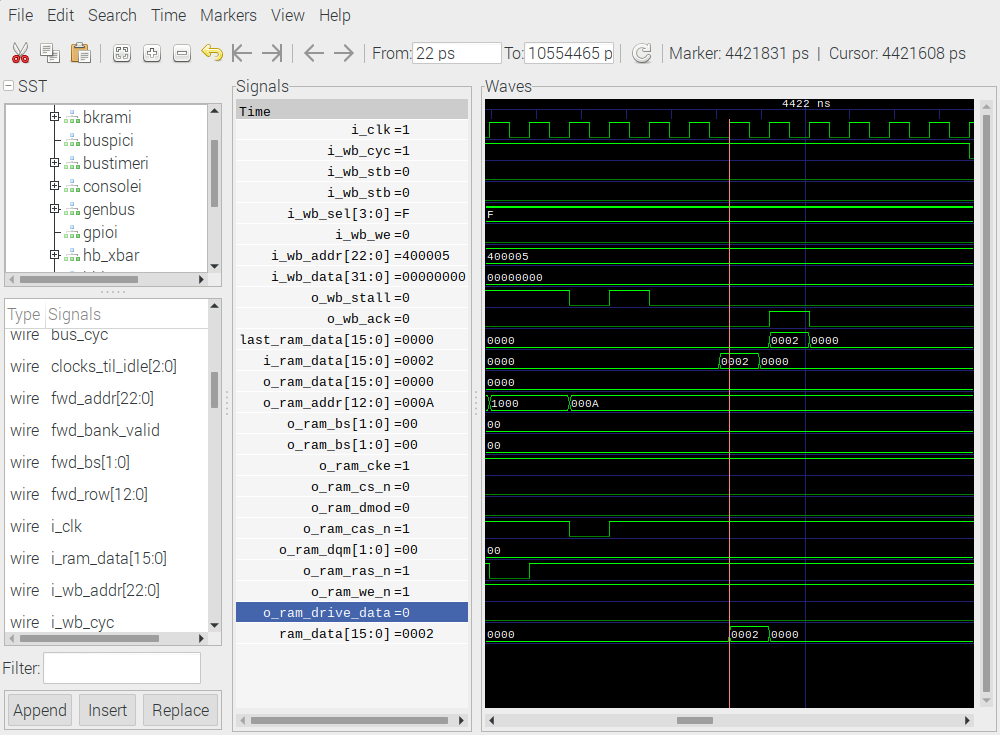 File Edit Search Time Markers View Help
From: 22 ps To: 10554465 p Marker: 4421831 ps | Cursor: 4421608 ps
SST
bkrami
buspici
bustimeri
consolei
genbus
gpioi
hb_xbar
Type Signals
wire bus_cyc
wire clocks_til_idle[2:0]
wire fwd_addr[22:0]
wire fwd_bank_valid
wire fwd_bs[1:0]
wire fwd_row[12:0]
wire i_clk
wire i_ram_data[15:0]
wire i_wb_addr[22:0]
wire i_wb_cyc
Filter:
Append Insert Replace
Signals
Time
i_clk=1
i_wb_cyc=1
i_wb_stb=0
i_wb_stb=0
i_wb_sel[3:0]=F
i_wb_we=0
i_wb_addr[22:0]=400005
i_wb_data[31:0]=00000000
o_wb_stall=0
o_wb_ack=0
last_ram_data[15:0]=0000
i_ram_data[15:0]=0002
o_ram_data[15:0]=0000
o_ram_addr[12:0]=000A
o_ram_bs[1:0]=00
o_ram_bs[1:0]=00
o_ram_cke=1
o_ram_cs_n=0
o_ram_dmod=0
o_ram_cas_n=1
o_ram_dqm[1:0]=00
o_ram_ras_n=1
o_ram_we_n=1
o_ram_drive_data=0
ram_data[15:0]=0002
Waves
4422 ns
F
400005
00000000
0000 0002 0000
0000 0002 0000
0000
1000 000A
00
00
00
0000 0002 0000